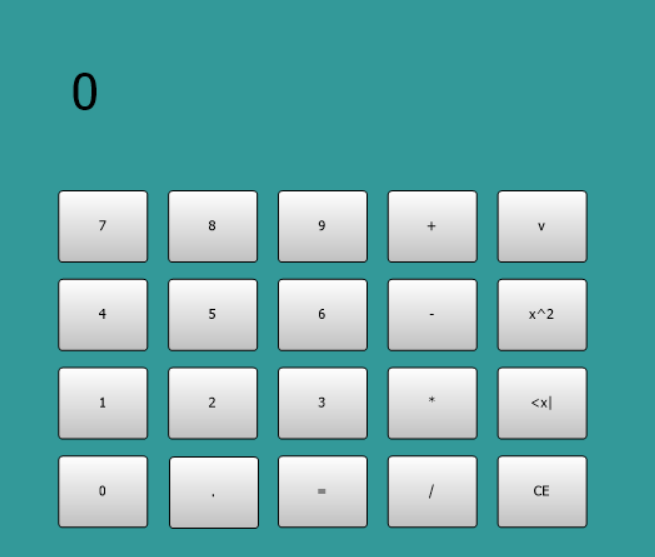 0
7 8 9 + v
4 5 6 - x^2
1 2 3 * <x|
0 . = / CE